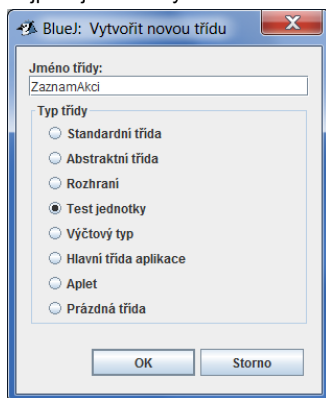 BlueJ: Vytvořit novou třídu
Jméno třídy:
ZaznamAkci
Typ třídy
Standardní třída
Abstraktní třída
Rozhraní
Test jednotky
Výčtový typ
Hlavní třída aplikace
Aplet
Prázdná třída
OK
Storno